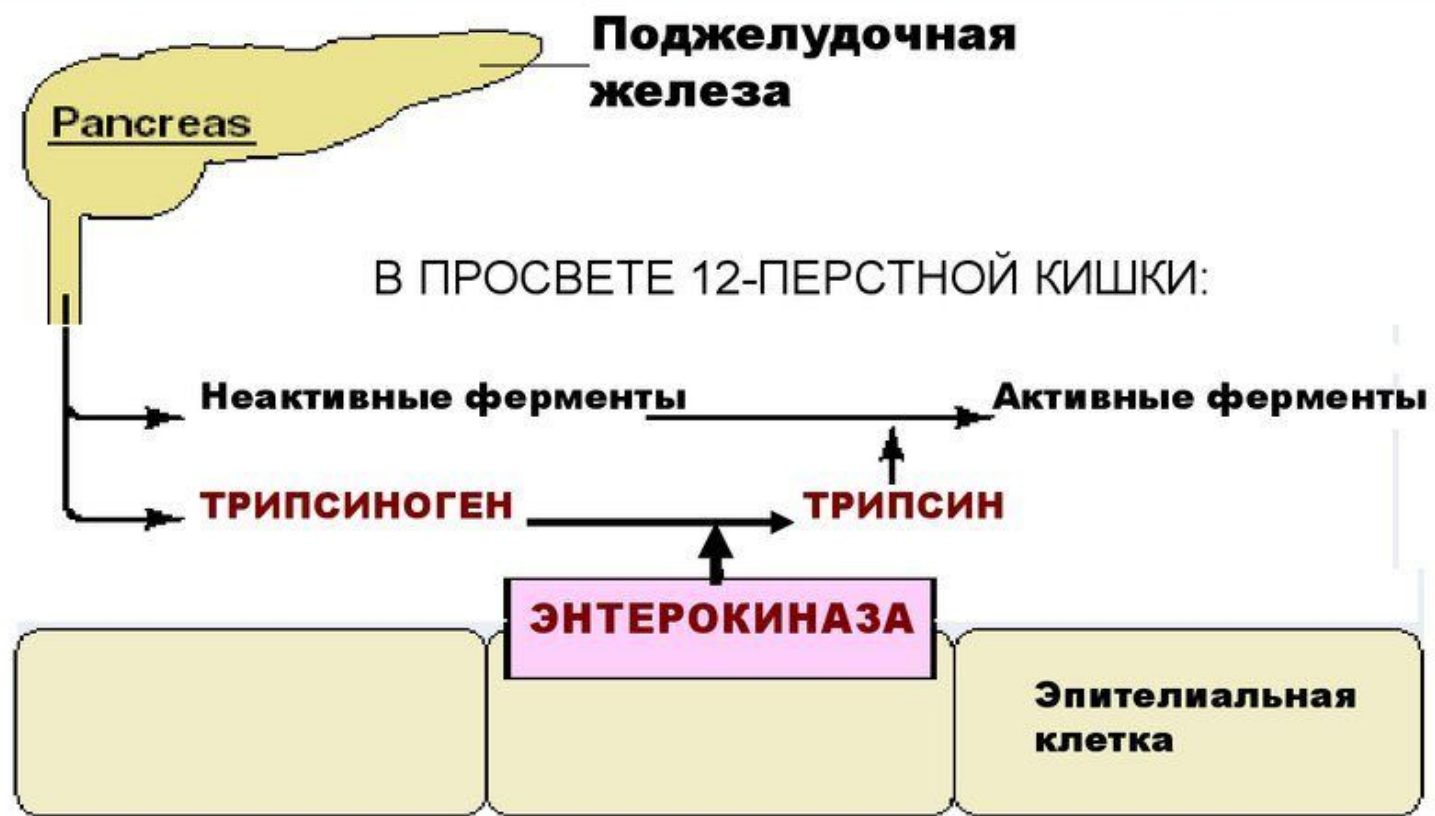 Поджелудочная
железа
Pancreas
В ПРОСВЕТЕ 12-ПЕРСТНОЙ КИШКИ:
Неактивные ферменты
Активные ферменты
ТРИПСИНОГЕН
ТРИПСИН
ЭНТЕРОКИНАЗА
Эпителиальная
клетка